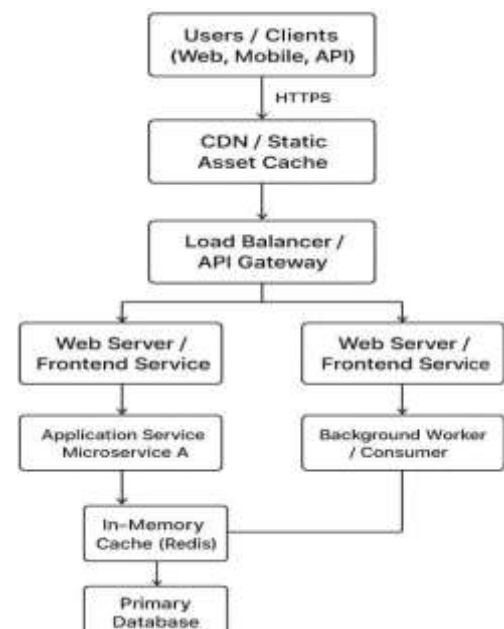 Users / Clients
(Web, Mobile, API)
HTTPS
CDN / Static
Asset Cache
Load Balancer /
API Gateway
Web Server /
Frontend Service
Web Server /
Frontend Service
Application Service
Microservice A
Background Worker
/ Consumer
In-Memory
Cache (Redis)
Primary
Database